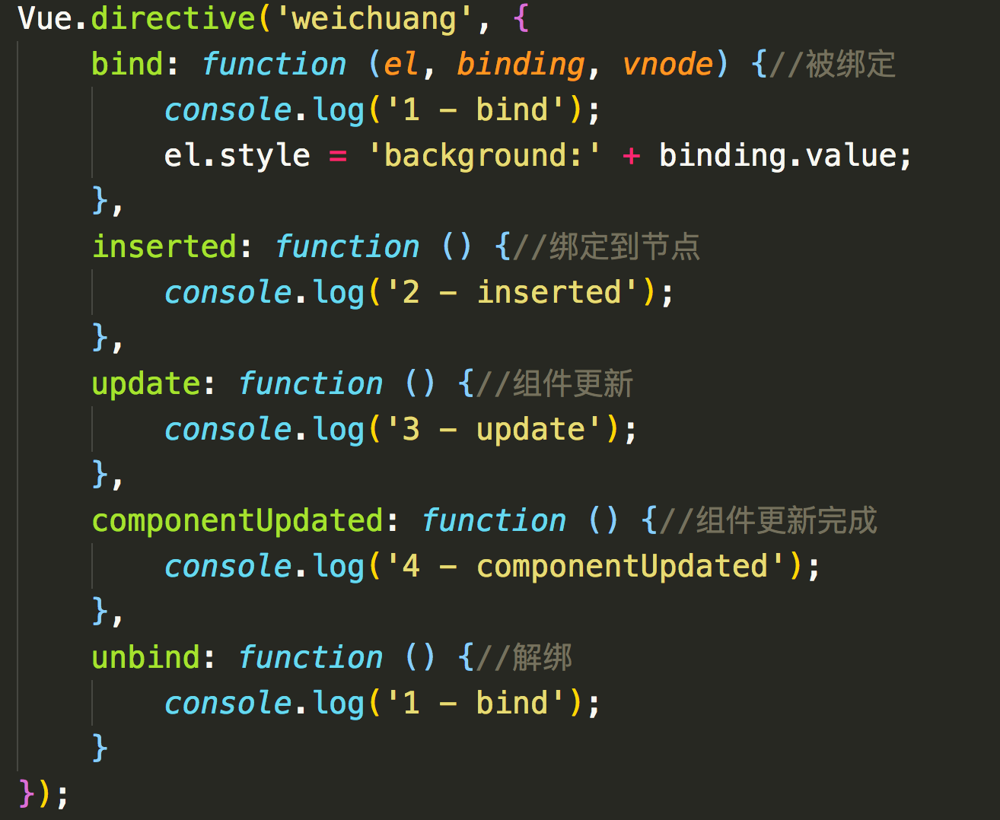 Vue.directive('weichuang', {
    bind: function (el, binding, vnode) {//被绑定
        console.log('1 - bind');
        el.style = 'background:' + binding.value;
    },
    inserted: function () {//绑定到节点
        console.log('2 - inserted');
    },
    update: function () {//组件更新
        console.log('3 - update');
    },
    componentUpdated: function () {//组件更新完成
        console.log('4 - componentUpdated');
    },
    unbind: function () {//解绑
        console.log('1 - bind');
    }
});